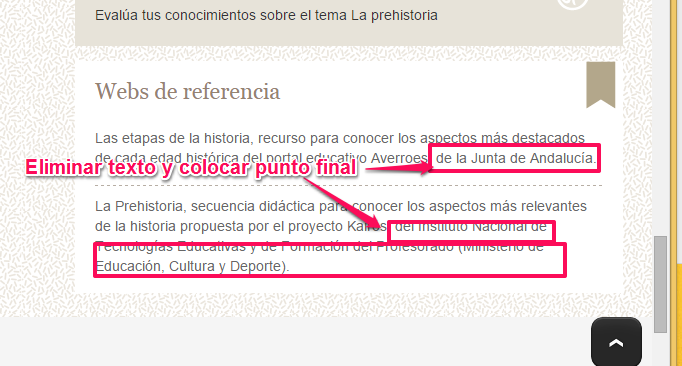 Evalúa tus conocimientos sobre el tema La prehistoria
Webs de referencia
Las etapas de la historia, recurso para conocer los aspectos más destacados
de cada edad histórica del portal educativo Averroes, de la Junta de Andalucía.
Eliminar texto y colocar punto final
La Prehistoria, secuencia didáctica para conocer los aspectos más relevantes
de la historia propuesta por el proyecto Kairos, del Instituto Nacional de
Tecnologías Educativas y de Formación del Profesorado (Ministerio de
Educación, Cultura y Deporte).